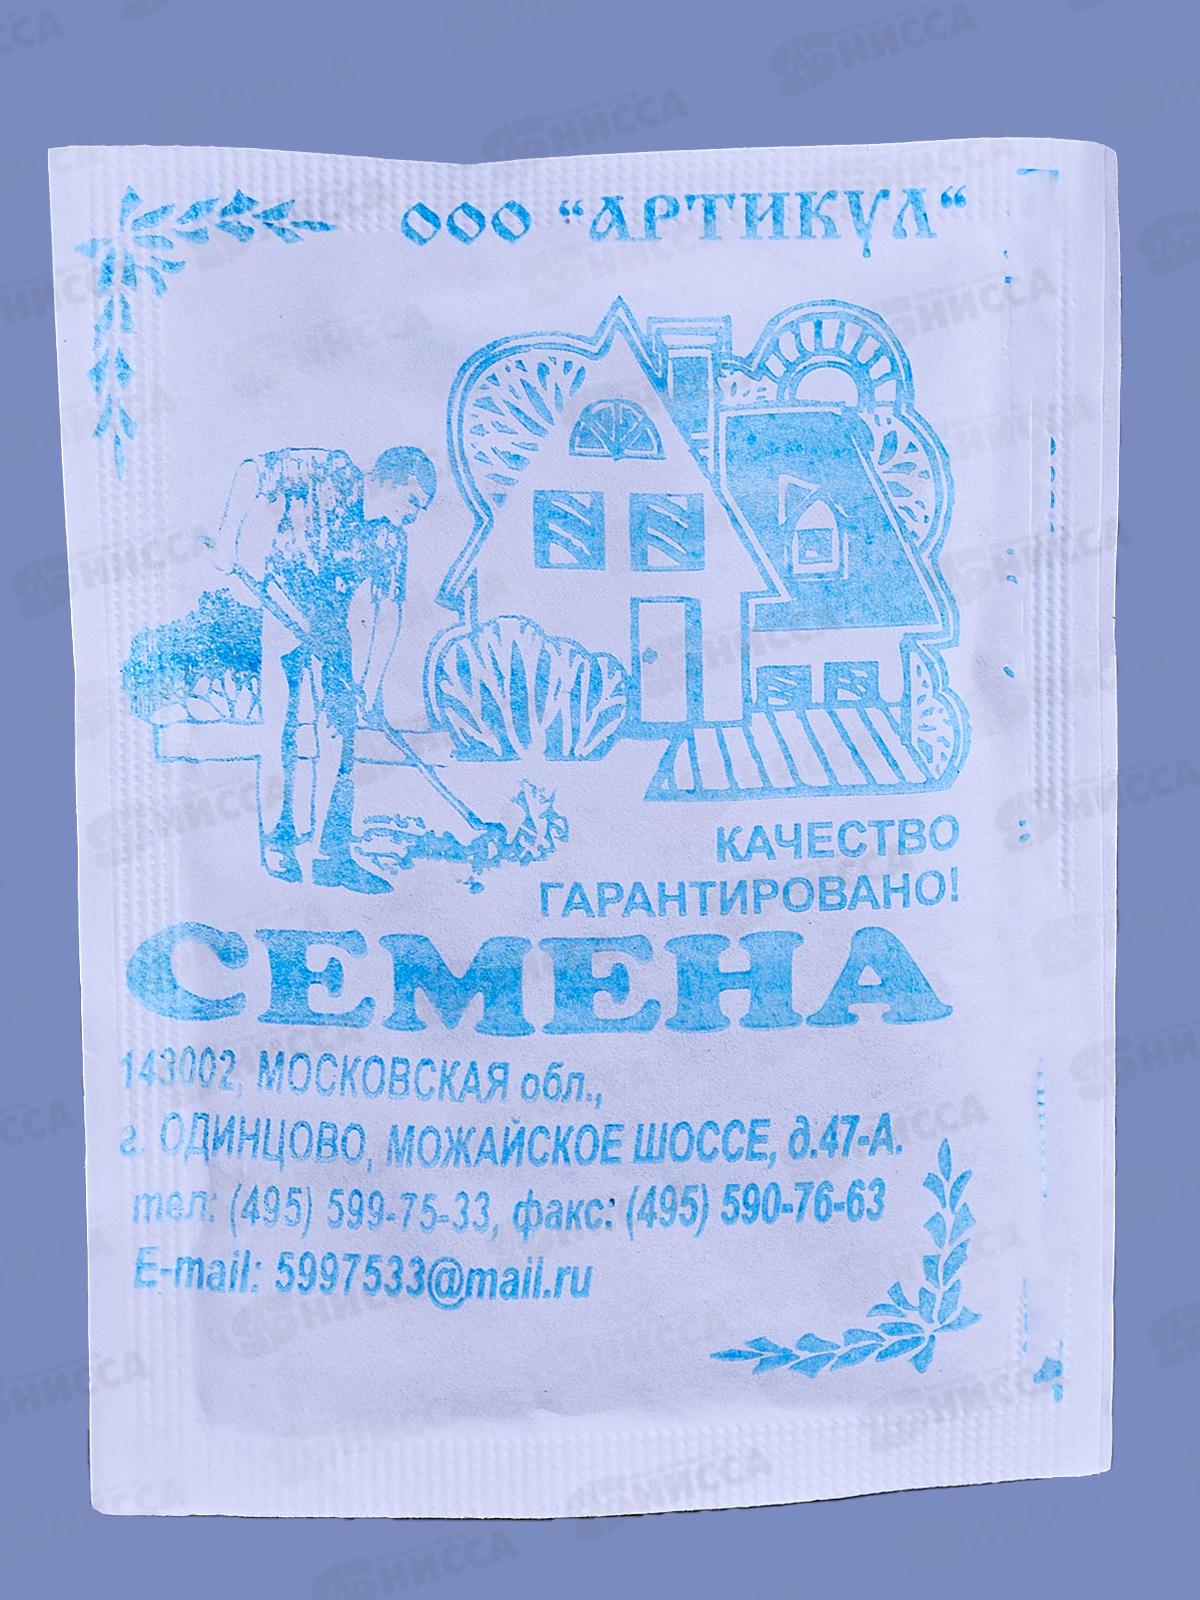 ООО “АРТИКУЛ“
КАЧЕСТВО
ГАРАНТИРОВАНО!
СЕМЕНА
143002, МОСКОВСКАЯ обл.,
г. ОДИНЦОВО, МОЖАЙСКОЕ ШОССЕ, д.47-А.
тел: (495) 599-75-33, факс: (495) 590-76-63
E-mail: 5997533@mail.ru